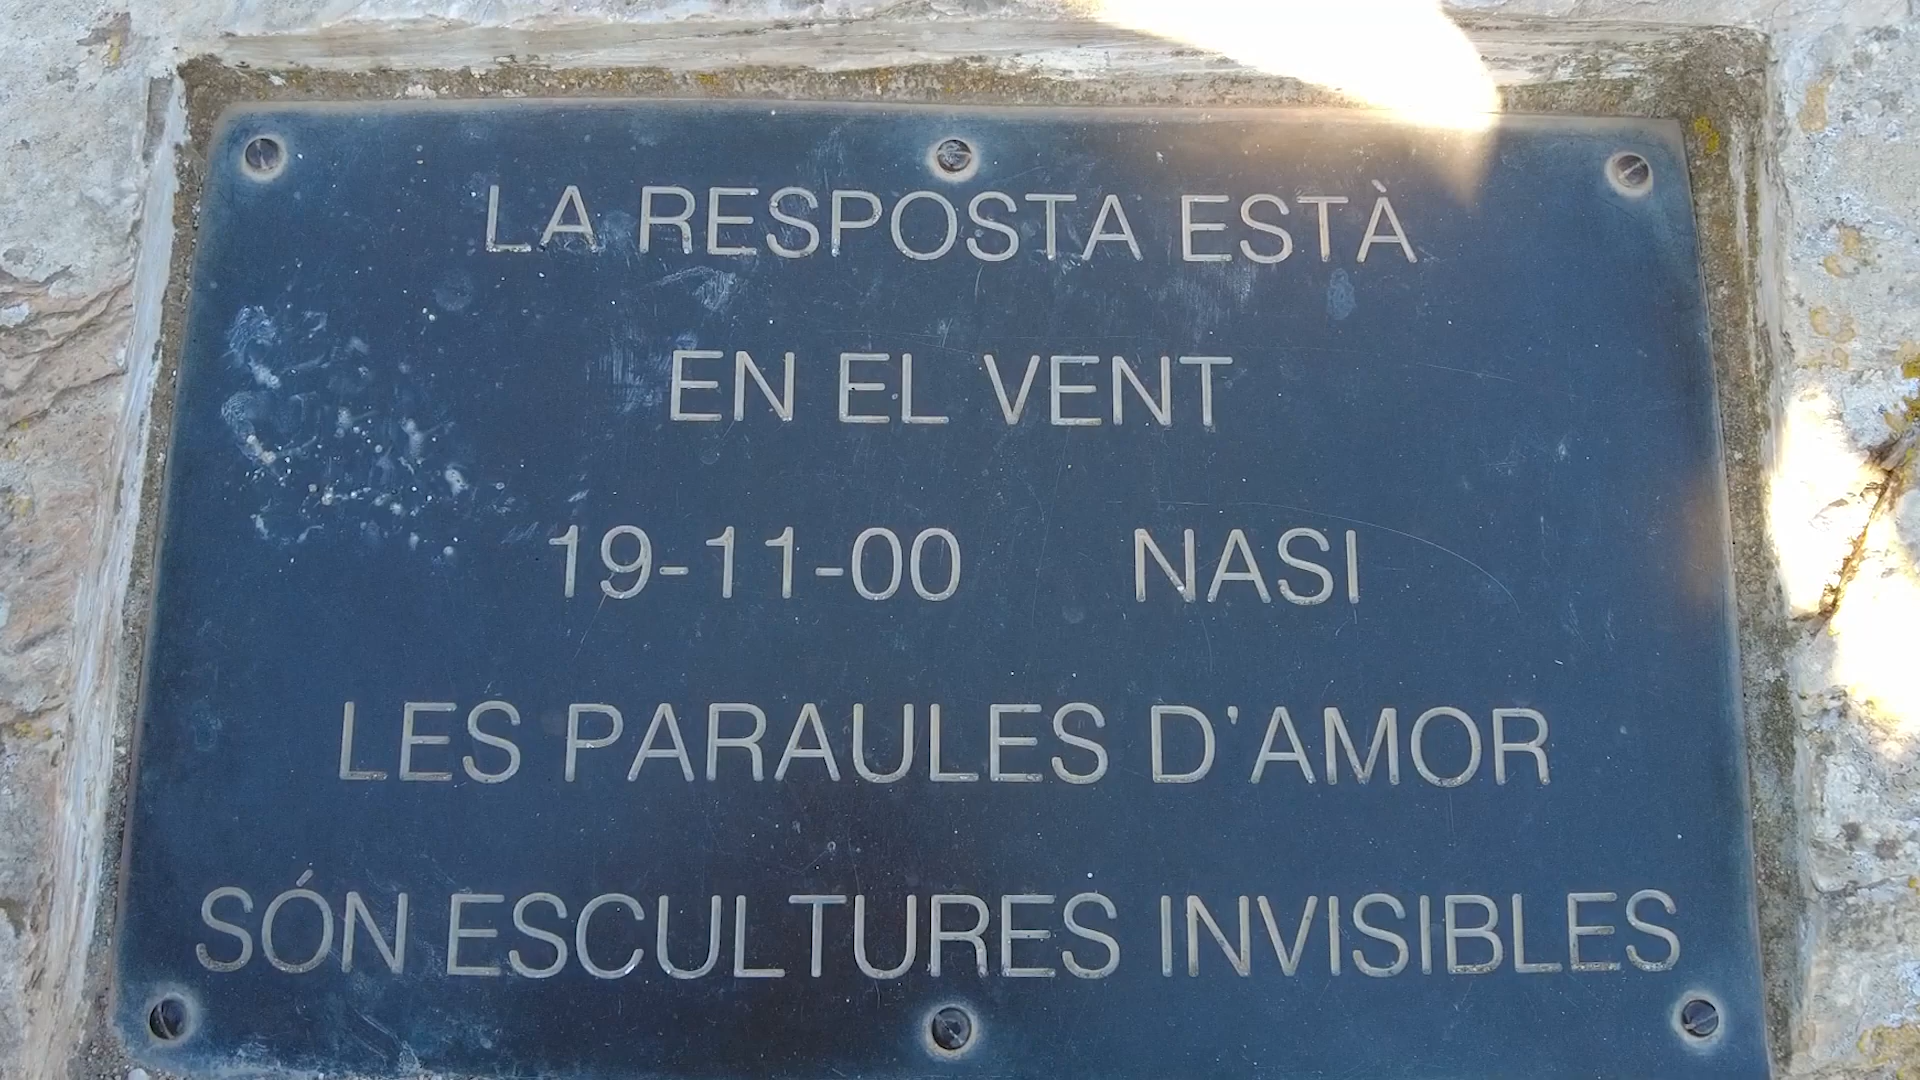 LA RESPOSTA ESTÀ
EN EL VENT
19-11-00 NASI
LES PARAULES D'AMOR
SÓN ESCULTURES INVISIBLES